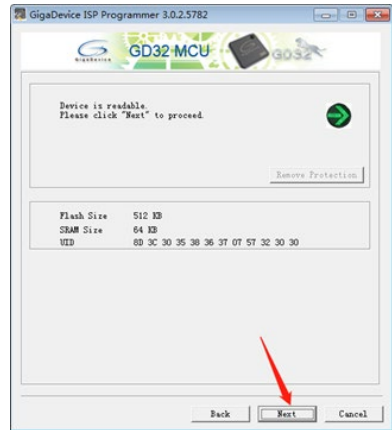 GigaDevice ISP Programmer 3.0.2.5782
GigaDevice
GD32 MCU
GD32
Device is readable.
Please click "Next" to proceed.
Remove Protection
Flash Size 512 KB
SRAM Size 64 KB
UID 8D 3C 30 35 38 36 37 07 57 32 30 30
Back Next Cancel